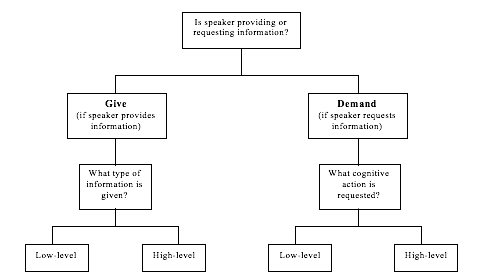 Is speaker providing or
requesting information?
Give
(if speaker provides
information)
Demand
(if speaker requests
information)
What type of
information is
given?
What cognitive
action is
requested?
Low-level
High-level
Low-level
High-level